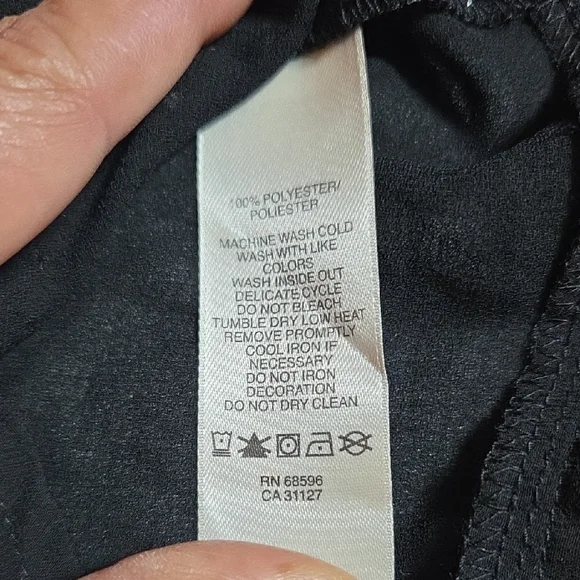 100% POLYESTER/
POLIESTER
MACHINE WASH COLD
WASH WITH LIKE
COLORS
WASH INSIDE OUT
DELICATE CYCLE
DO NOT BLEACH
TUMBLE DRY LOW HEAT
REMOVE PROMPTLY
COOL IRON IF
NECESSARY
DO NOT IRON
DECORATION
DO NOT DRY CLEAN
RN 68596
CA 31127